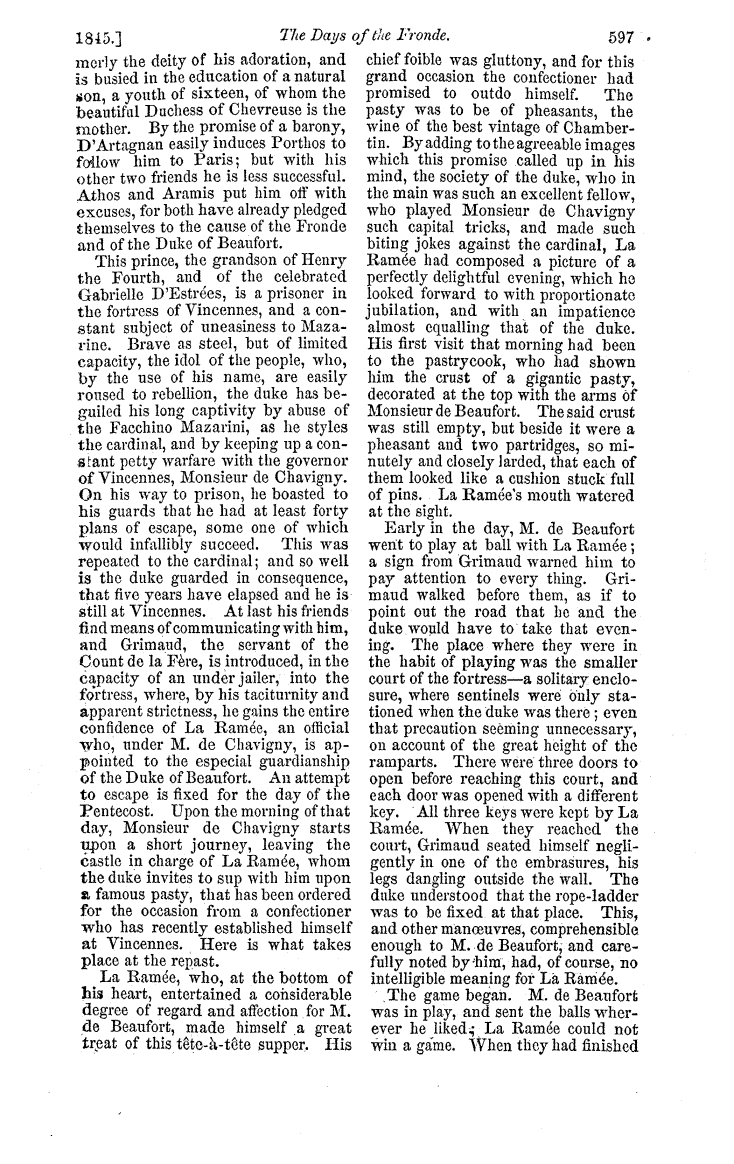 1845.] The Days of the Fronde. 597
merly the deity of his adoration, and
is busied in the education of a natural
son, a youth of sixteen, of whom the
beautiful Duchess of Chevreuse is the
mother. By the promise of a barony,
D'Artagnan easily induces Porthos to
follow him to Paris; but with his
other two friends he is less successful.
Athos and Aramis put him off with
excuses, for both have already pledged
themselves to the cause of the Fronde
and of the Duke of Beaufort.
This prince, the grandson of Henry
the Fourth, and of the celebrated
Gabrielle D'Estrées, is a prisoner in
the fortress of Vincennes, and a con-
stant subject of uneasiness to Maza-
rine. Brave as steel, but of limited
capacity, the idol of the people, who,
by the use of his name, are easily
roused to rebellion, the duke has be-
guiled his long captivity by abuse of
the Facchino Mazarini, as he styles
the cardinal, and by keeping up a con-
stant petty warfare with the governor
of Vincennes, Monsieur de Chavigny.
On his way to prison, he boasted to
his guards that he had at least forty
plans of escape, some one of which
would infallibly succeed. This was
repeated to the cardinal; and so well
is the duke guarded in consequence,
that five years have elapsed and he is
still at Vincennes. At last his friends
find means of communicating with him,
and Grimaud, the servant of the
Count de la Fère, is introduced, in the
capacity of an under jailer, into the
fortress, where, by his taciturnity and
apparent strictness, he gains the entire
confidence of La Ramée, an official
who, under M. de Chavigny, is ap-
pointed to the especial guardianship
of the Duke of Beaufort. An attempt
to escape is fixed for the day of the
Pentecost. Upon the morning of that
day, Monsieur de Chavigny starts
upon a short journey, leaving the
castle in charge of La Ramée, whom
the duke invites to sup with him upon
a famous pasty, that has been ordered
for the occasion from a confectioner
who has recently established himself
at Vincennes. Here is what takes
place at the repast.
La Ramée, who, at the bottom of
his heart, entertained a considerable
degree of regard and affection for M.
de Beaufort, made himself a great
treat of this tête-à-tête supper. His
chief foible was gluttony, and for this
grand occasion the confectioner had
promised to outdo himself. The
pasty was to be of pheasants, the
wine of the best vintage of Chamber-
tin. By adding to the agreeable images
which this promise called up in his
mind, the society of the duke, who in
the main was such an excellent fellow,
who played Monsieur de Chavigny
such capital tricks, and made such
biting jokes against the cardinal, La
Ramée had composed a picture of a
perfectly delightful evening, which he
looked forward to with proportionate
jubilation, and with an impatience
almost equalling that of the duke.
His first visit that morning had been
to the pastrycook, who had shown
him the crust of a gigantic pasty,
decorated at the top with the arms of
Monsieur de Beaufort. The said crust
was still empty, but beside it were a
pheasant and two partridges, so mi-
nutely and closely larded, that each of
them looked like a cushion stuck full
of pins. La Ramée's mouth watered
at the sight.
Early in the day, M. de Beaufort
went to play at ball with La Ramée;
a sign from Grimaud warned him to
pay attention to every thing. Gri-
maud walked before them, as if to
point out the road that he and the
duke would have to take that even-
ing. The place where they were in
the habit of playing was the smaller
court of the fortress—a solitary enclo-
sure, where sentinels were only sta-
tioned when the duke was there; even
that precaution seeming unnecessary,
on account of the great height of the
ramparts. There were three doors to
open before reaching this court, and
each door was opened with a different
key. All three keys were kept by La
Ramée. When they reached the
court, Grimaud seated himself negli-
gently in one of the embrasures, his
legs dangling outside the wall. The
duke understood that the rope-ladder
was to be fixed at that place. This,
and other manœuvres, comprehensible
enough to M. de Beaufort, and care-
fully noted by him, had, of course, no
intelligible meaning for La Ramée.
The game began. M. de Beaufort
was in play, and sent the balls wher-
ever he liked; La Ramée could not
win a game. When they had finished